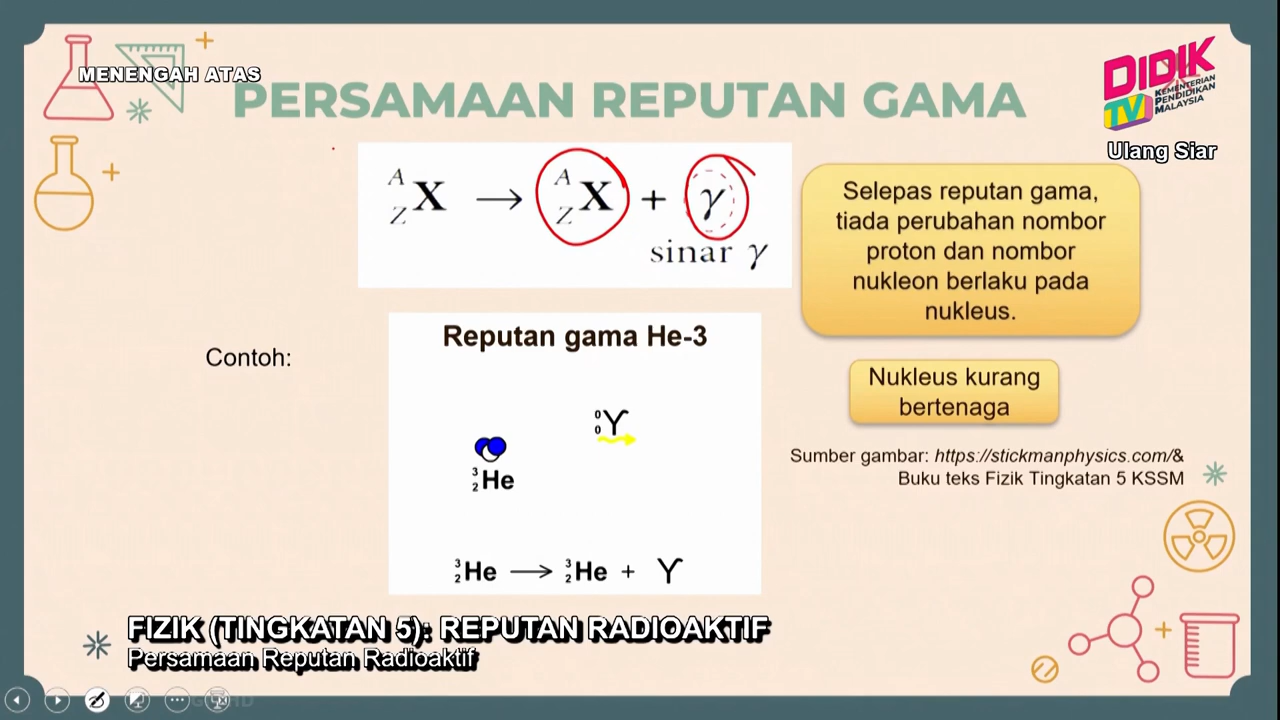 MENENGAH ATAS
PERSAMAAN REPUTAN GAMA
DIDIK
TV
KEMENTERIAN
PENDIDIKAN
MALAYSIA
Ulang Siar
A Z X → A Z X + γ
sinar γ
Selepas reputan gama,
tiada perubahan nombor
proton dan nombor
nukleon berlaku pada
nukleus.
Contoh:
Reputan gama He-3
0 0 γ
3 2 He
3 2 He → 3 2 He + γ
Nukleus kurang
bertenaga
Sumber gambar: https://stickmanphysics.com/&
Buku teks Fizik Tingkatan 5 KSSM
FIZIK (TINGKATAN 5): REPUTAN RADIOAKTIF
Persamaan Reputan Radioaktif